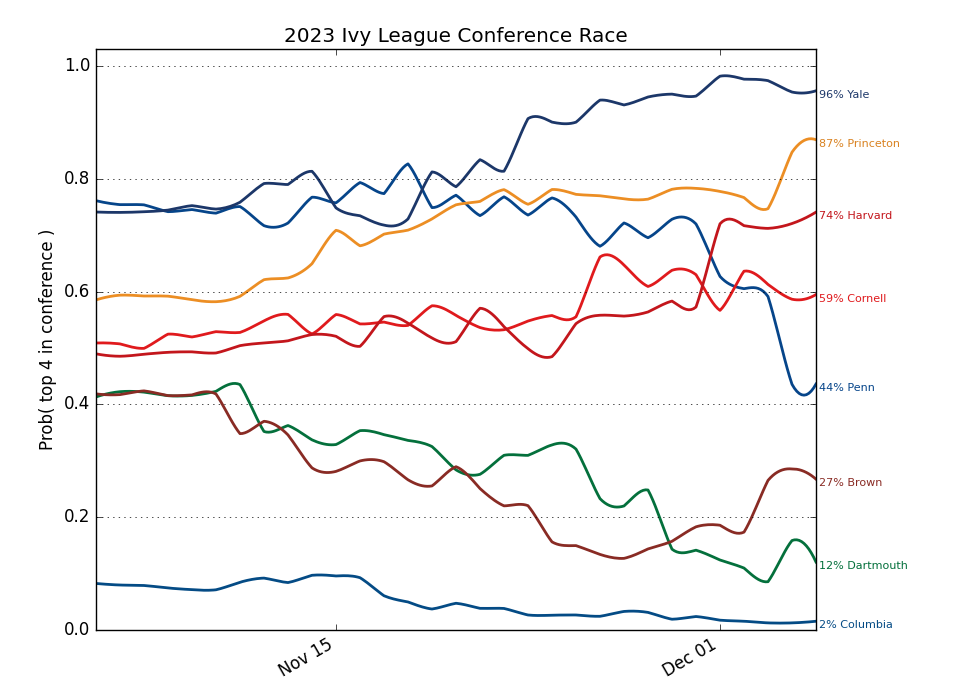 2023 Ivy League Conference Race
Prob( top 4 in conference )
1.0
0.8
0.6
0.4
0.2
0.0
Nov 15
Dec 01
96% Yale
87% Princeton
74% Harvard
59% Cornell
44% Penn
27% Brown
12% Dartmouth
2% Columbia